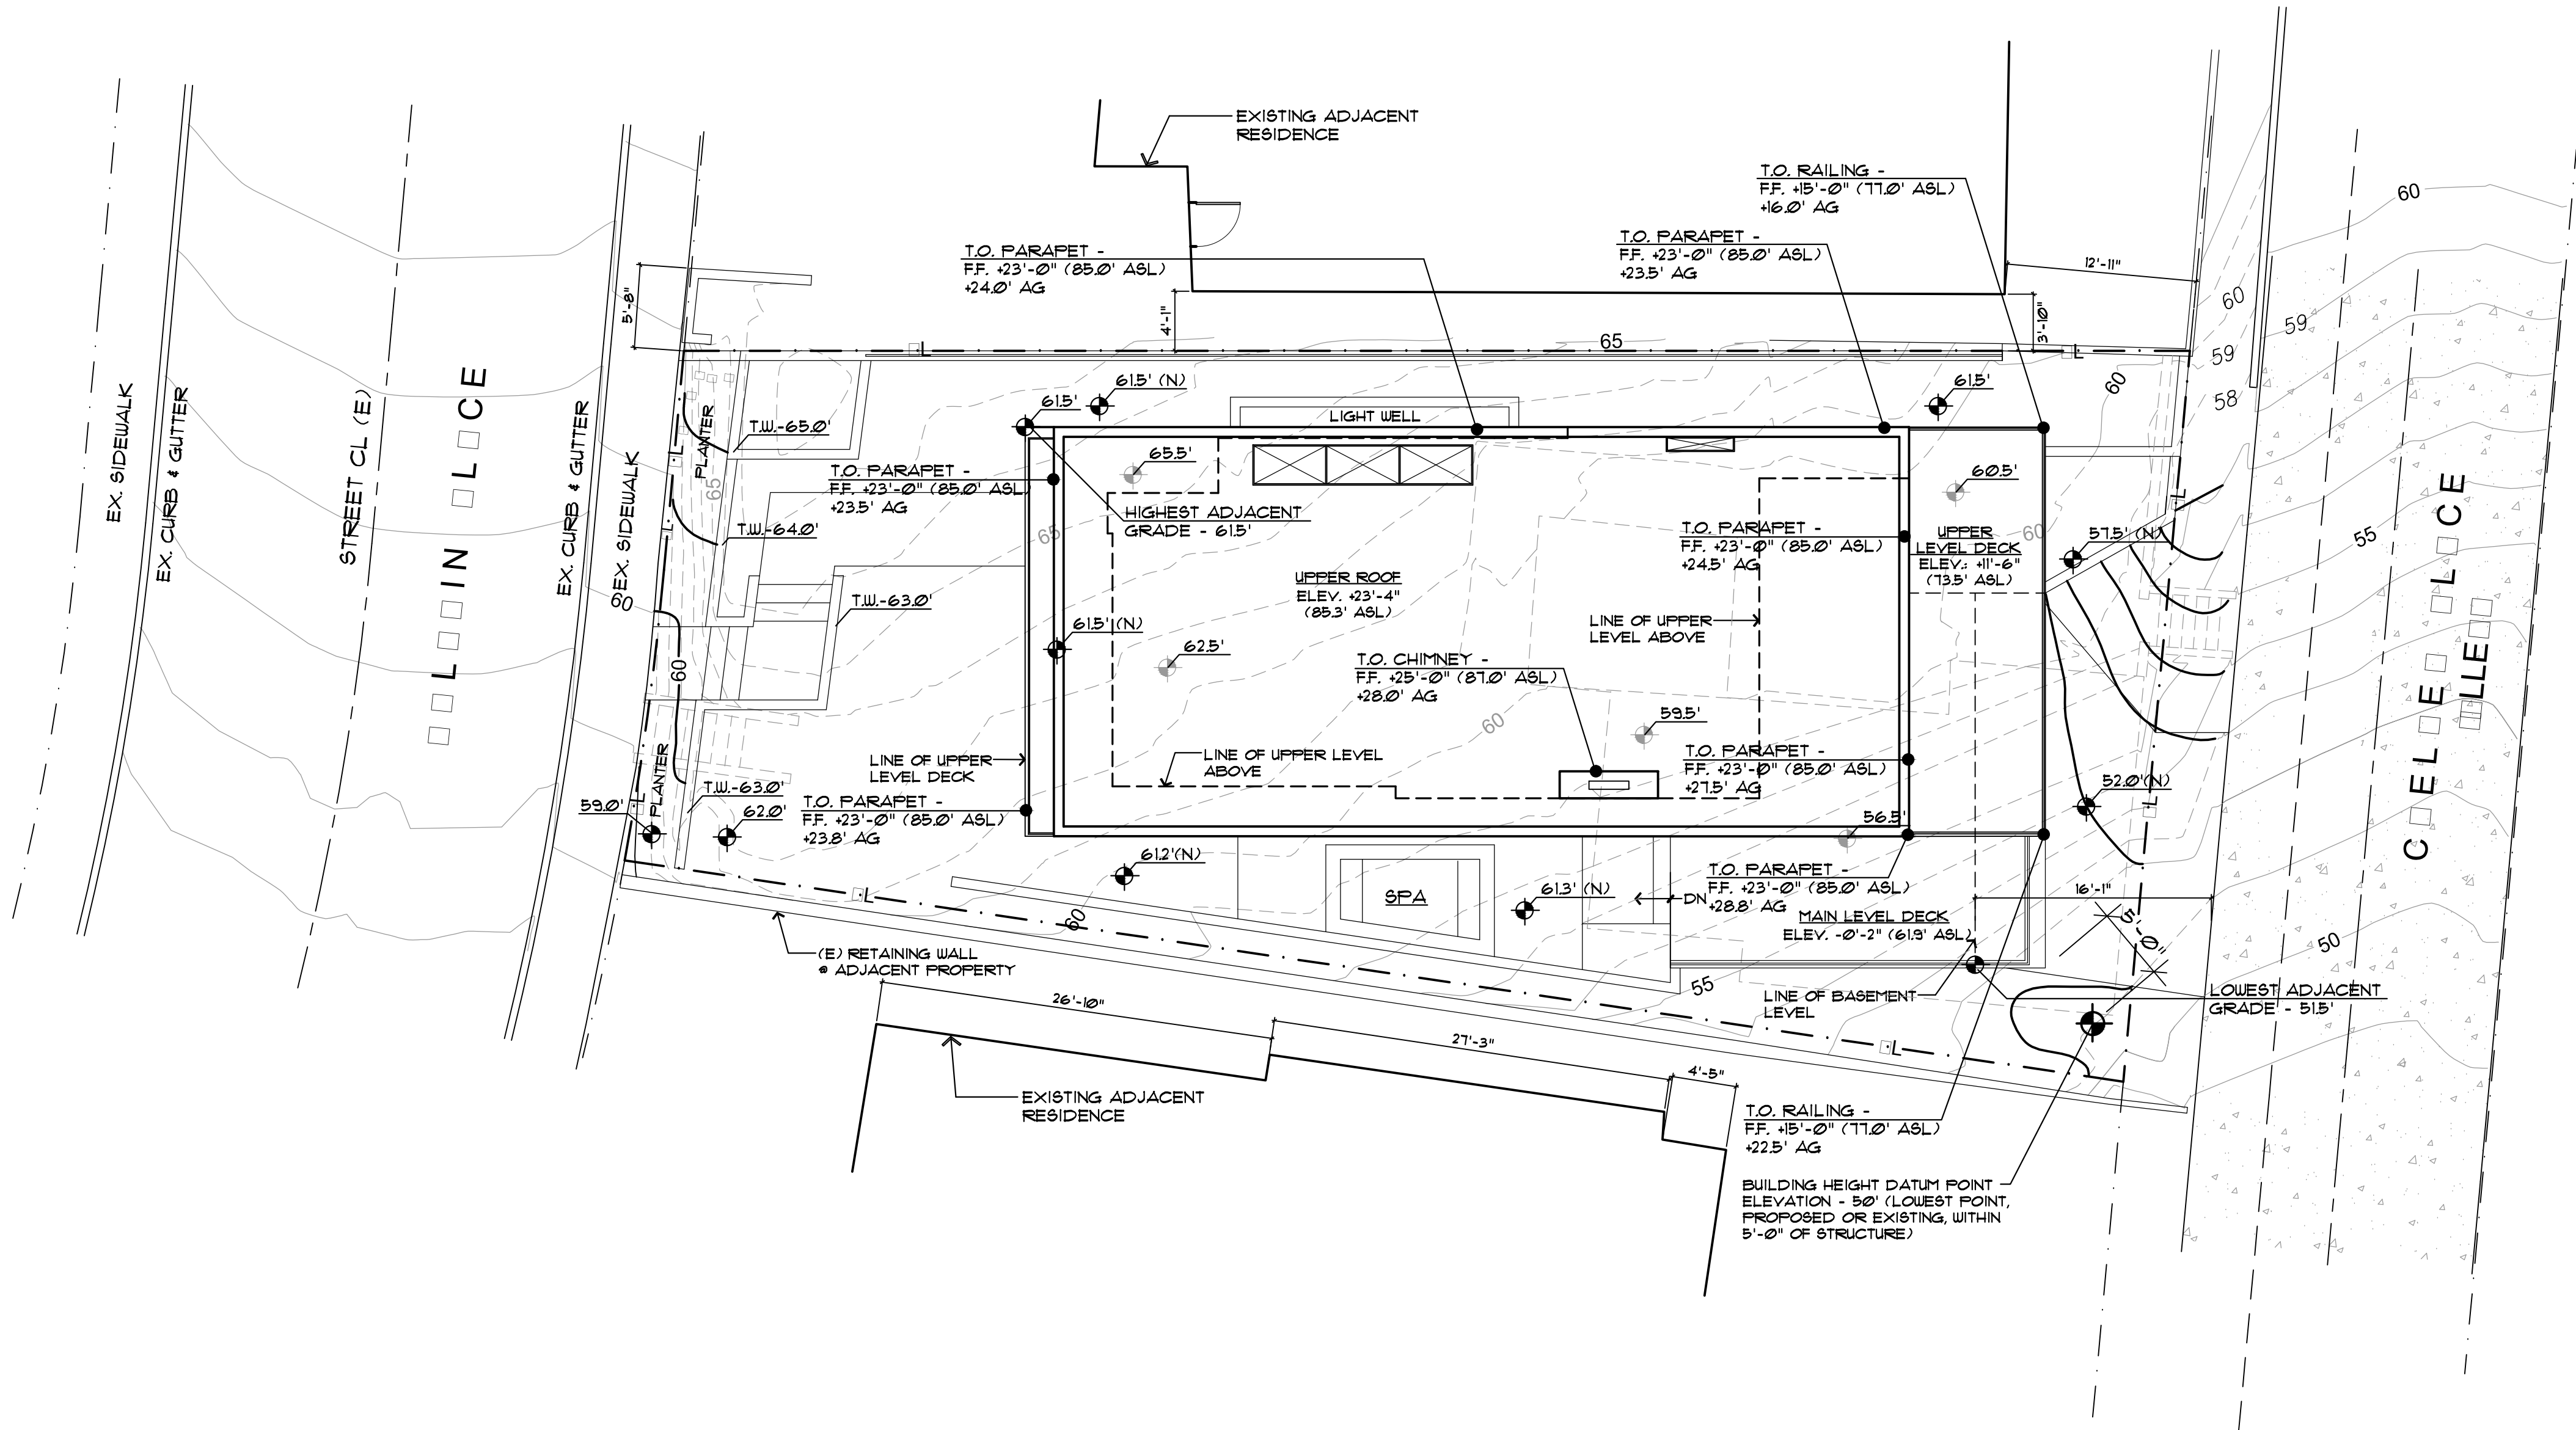 EXISTING ADJACENT
RESIDENCE
T.O. RAILING -
F.F. +15'-0" (77.0' ASL)
+16.0' AG
T.O. PARAPET -
F.F. +23'-0" (85.0' ASL)
+24.0' AG
T.O. PARAPET -
F.F. +23'-0" (85.0' ASL)
+23.5' AG
12'-11"
5'-8"
4'-1"
3'-10"
65
60
60
59
59
58
60
EX. SIDEWALK
EX. CURB & GUTTER
STREET CL (E)
EX. CURB & GUTTER
EX. SIDEWALK
60
PLANTER
65
T.W.-65.0'
T.W.-64.0'
T.W.-63.0'
60
PLANTER
T.W.-63.0'
59.0'
62.0'
61.5'
61.5' (N)
61.5'
LIGHT WELL
65.5'
60.5'
T.O. PARAPET -
F.F. +23'-0" (85.0' ASL)
+23.5' AG
65
HIGHEST ADJACENT
GRADE - 61.5'
T.O. PARAPET -
F.F. +23'-0" (85.0' ASL)
+24.5' AG
UPPER
LEVEL DECK
ELEV.: +11'-6"
(73.5' ASL)
60
57.5' (N)
55
UPPER ROOF
ELEV. +23'-4"
(85.3' ASL)
61.5' (N)
62.5'
LINE OF UPPER
LEVEL ABOVE
T.O. CHIMNEY -
F.F. +25'-0" (87.0' ASL)
+28.0' AG
60
59.5'
LINE OF UPPER
LEVEL DECK
LINE OF UPPER LEVEL
ABOVE
T.O. PARAPET -
F.F. +23'-0" (85.0' ASL)
+27.5' AG
52.0'(N)
T.O. PARAPET -
F.F. +23'-0" (85.0' ASL)
+23.8' AG
56.5'
61.2'(N)
61.3' (N)
SPA
DN
T.O. PARAPET -
F.F. +23'-0" (85.0' ASL)
+28.8' AG
MAIN LEVEL DECK
ELEV. -0'-2" (61.9' ASL)
16'-1"
5'-0"
50
60
(E) RETAINING WALL
@ ADJACENT PROPERTY
55
LINE OF BASEMENT
LEVEL
LOWEST ADJACENT
GRADE - 51.5'
26'-10"
27'-3"
4'-5"
EXISTING ADJACENT
RESIDENCE
T.O. RAILING -
F.F. +15'-0" (77.0' ASL)
+22.5' AG
BUILDING HEIGHT DATUM POINT
ELEVATION - 50' (LOWEST POINT,
PROPOSED OR EXISTING, WITHIN
5'-0" OF STRUCTURE)